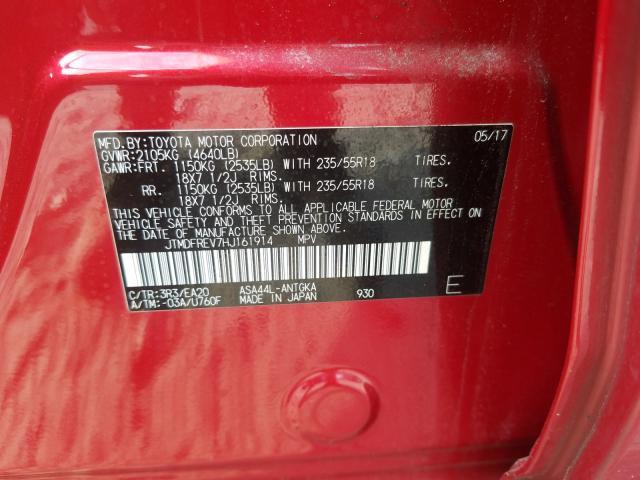 MFD.BY:TOYOTA MOTOR CORPORATION 05/17
GVWR:2105KG (4640LB)
GAWR:FRT. 1150KG (2535LB) WITH 235/55R18 TIRES.
18X7 1/2J RIMS.
RR. 1150KG (2535LB) WITH 235/55R18 TIRES.
18X7 1/2J RIMS.
THIS VEHICLE CONFORMS TO ALL APPLICABLE FEDERAL MOTOR
VEHICLE SAFETY AND THEFT PREVENTION STANDARDS IN EFFECT ON
THE DATE OF MANUFACTURE SHOWN ABOVE.
JTMDFREV7HJ161914 MPV
C/TR:3R3/EA20 ASA44L-ANTGKA
A/TM:-03A/U760F MADE IN JAPAN 930 E